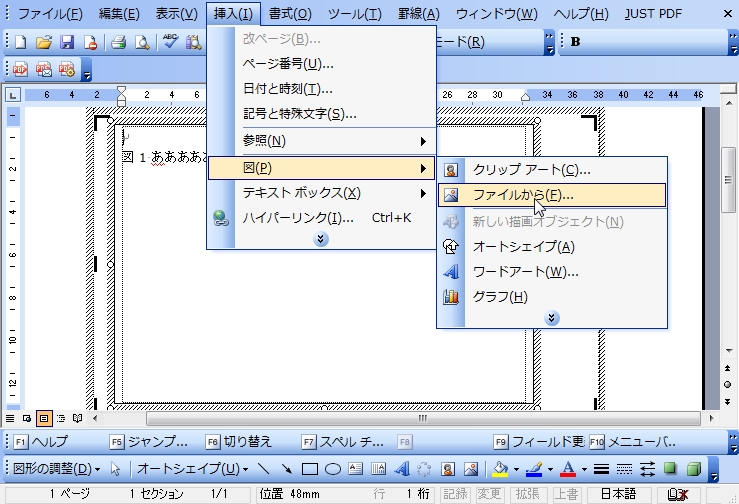 ファイル(F) 編集(E) 表示(V) 挿入(I) 書式(O) ツール(T) 罫線(A) ウィンドウ(W) ヘルプ(H) JUST PDF ×
ABC モード(R) B
改ページ(B)...
ページ番号(U)...
日付と時刻(T)...
記号と特殊文字(S)...
参照(N)
図(P)
テキスト ボックス(X)
ハイパーリンク(I)... Ctrl+K
クリップ アート(C)...
ファイルから(F)...
新しい描画オブジェクト(N)
オートシェイプ(A)
ワードアート(W)...
グラフ(H)
L 6 4 2 2 4 6 32 34 36 38 40 42 44 46
図 1 ああああ
2
4
6
8
10
12
F1 ヘルプ F5 ジャンプ... F6 切り替え F7 スペル チ... F8 F9 フィールド更 F10 メニューバ..
図形の調整(D) オートシェイプ(U) A A
1 ページ 1 セクション 1/1 位置 48mm 行 1 桁 記録 変更 拡張 上書 日本語